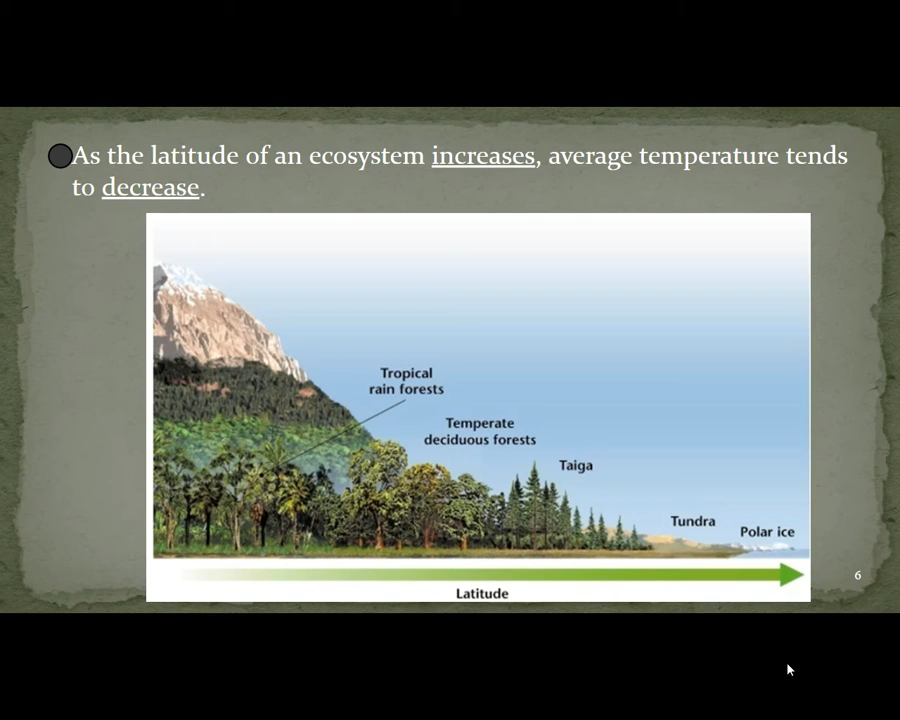 As the latitude of an ecosystem increases, average temperature tends
to decrease.
Tropical
rain forests
Temperate
deciduous forests
Taiga
Tundra
Polar ice
Latitude
6